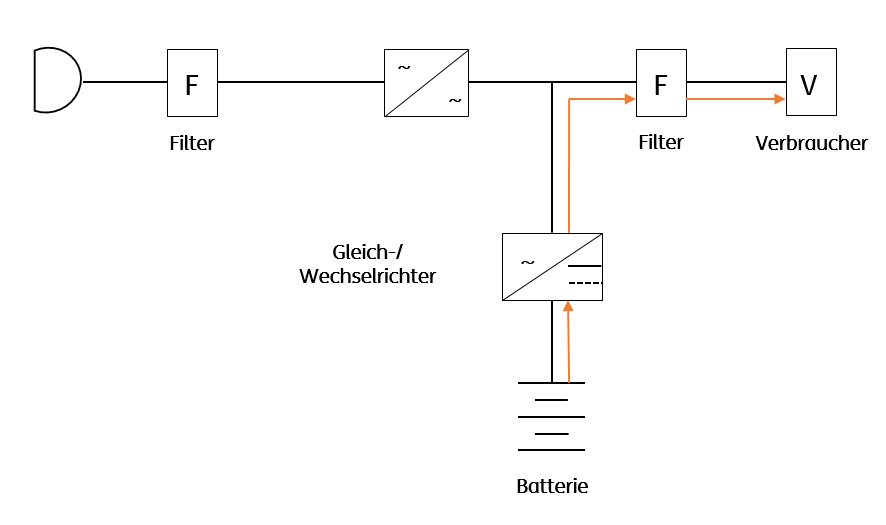 F
~
~
F
V
Filter
Filter
Verbraucher
Gleich-/
Wechselrichter
~
Batterie